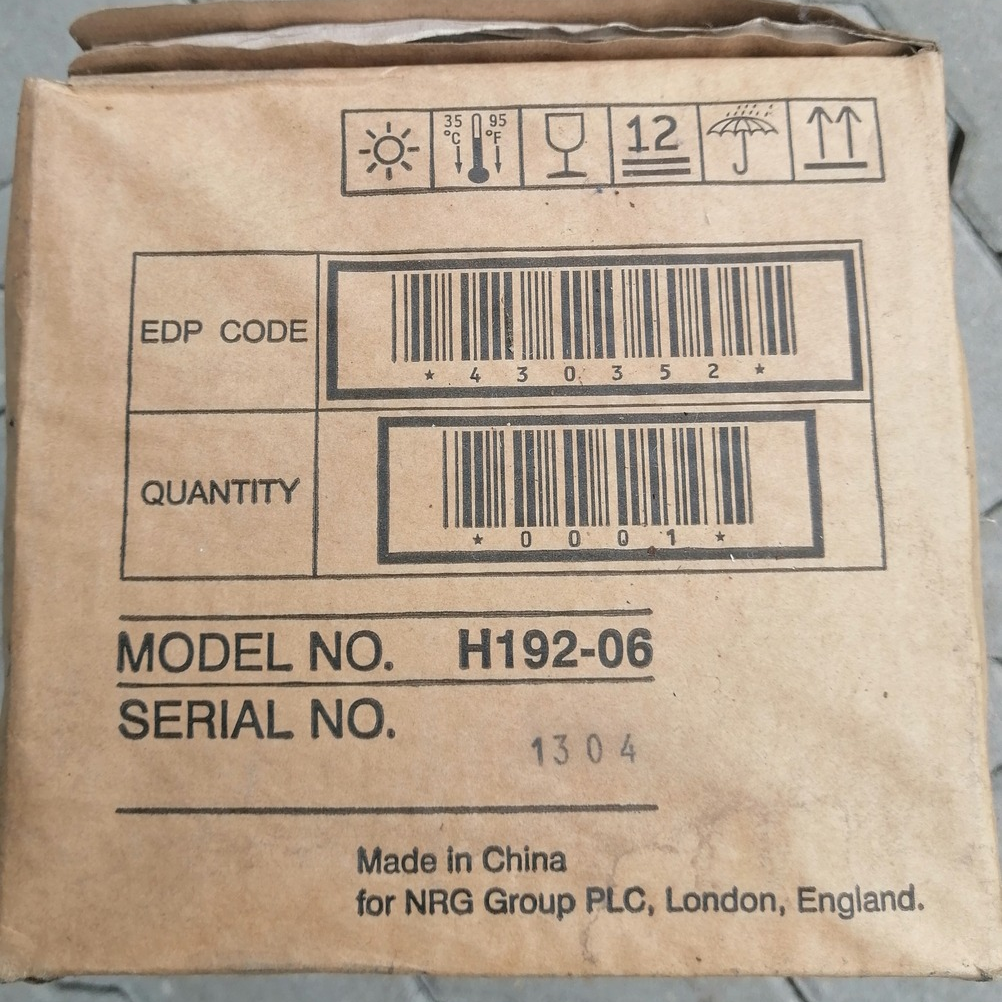 35 °C 95 °F
12
EDP CODE
* 4 3 0 3 5 2 *
QUANTITY
* 0 0 0 1 *
MODEL NO. H192-06
SERIAL NO.
1304
Made in China
for NRG Group PLC, London, England.